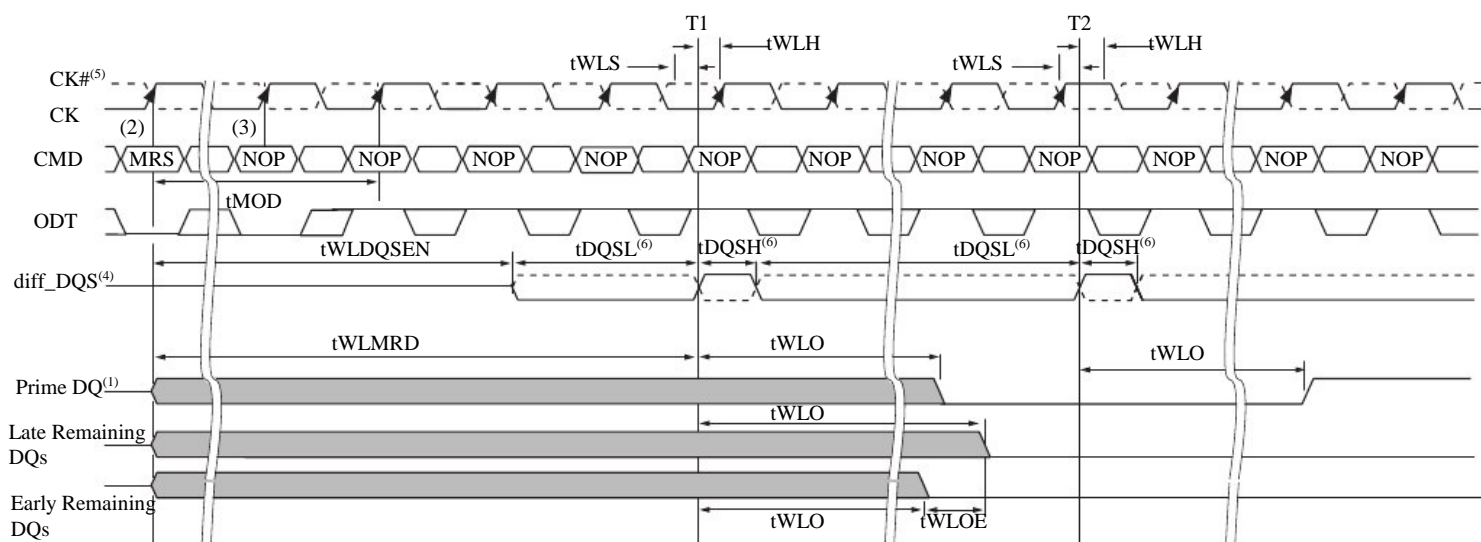 T1 T2
tWLH tWLH
tWLS tWLS
CK#(5)
CK
(2) (3)
CMD MRS NOP NOP NOP NOP NOP NOP NOP NOP NOP NOP NOP
tMOD
ODT
tWLDQSEN tDQSL(6) tDQSH(6) tDQSL(6) tDQSH(6)
diff_DQS(4)
tWLMRD tWLO tWLO
Prime DQ(1)
tWLO
Late Remaining
DQs
Early Remaining
DQs
tWLO tWLOE